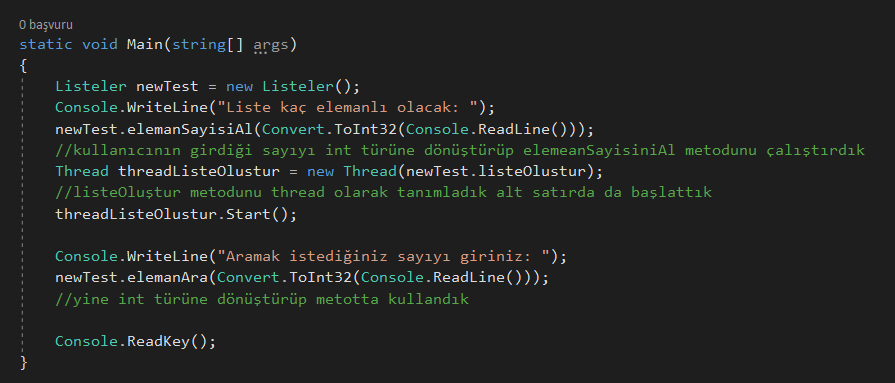 0 başvuru
static void Main(string[] args)
{
Listeler newTest = new Listeler();
Console.WriteLine("Liste kaç elemanlı olacak: ");
newTest.elemanSayisiAl(Convert.ToInt32(Console.ReadLine()));
//kullanıcının girdiği sayıyı int türüne dönüştürüp elemeanSayisiniAl metodunu çalıştırdık
Thread threadListeOlustur = new Thread(newTest.listeOlustur);
//listeOluştur metodunu thread olarak tanımladık alt satırda da başlattık
threadListeOlustur.Start();
Console.WriteLine("Aramak istediğiniz sayıyı giriniz: ");
newTest.elemanAra(Convert.ToInt32(Console.ReadLine()));
//yine int türüne dönüştürüp metotta kullandık
Console.ReadKey();
}